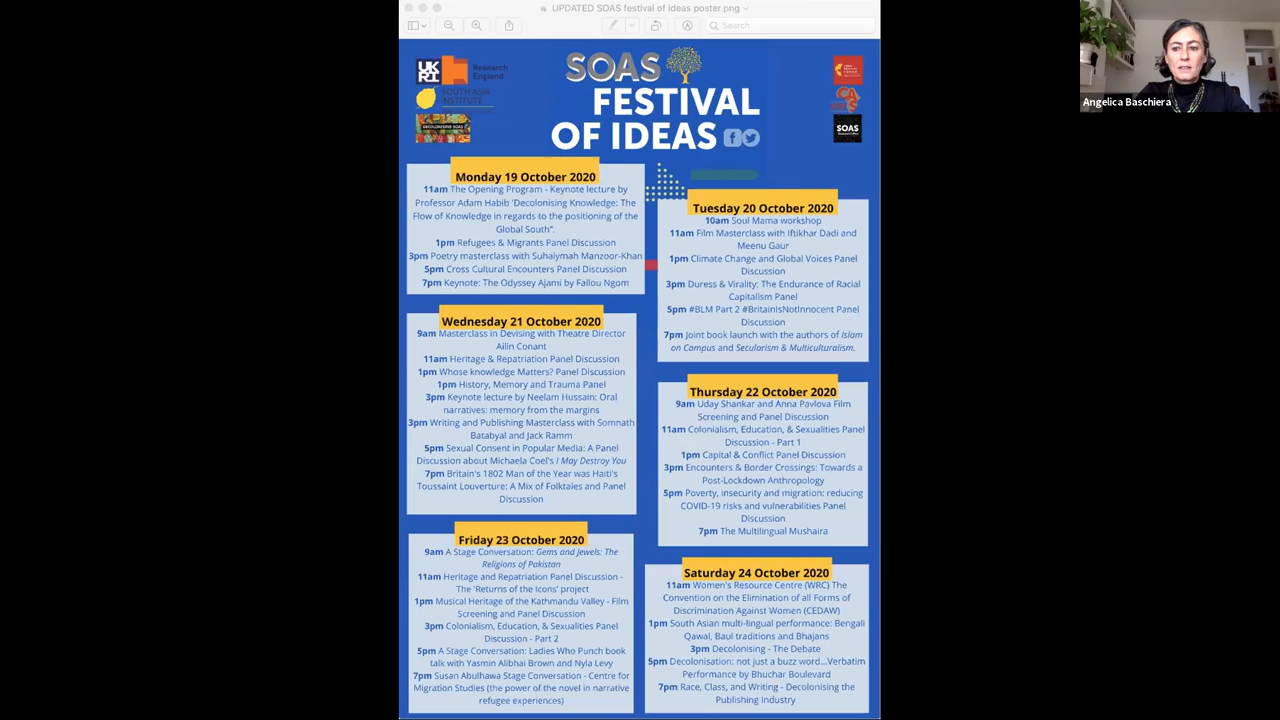 UPDATED SOAS festival of ideas poster.png
Search
Angelica Baschiera
UK
RI
Research
England
SOUTH ASIA
INSTITUTE
DECOLONISING SOAS
SOAS
FESTIVAL
OF IDEAS
SOAS
Monday 19 October 2020
11am The Opening Program - Keynote lecture by
Professor Adam Habib 'Decolonising Knowledge: The
Flow of Knowledge in regards to the positioning of the
Global South".
1pm Refugees & Migrants Panel Discussion
3pm Poetry masterclass with Suhaiymah Manzoor-Khan
5pm Cross Cultural Encounters Panel Discussion
7pm Keynote: The Odyssey Ajami by Fallou Ngom
Tuesday 20 October 2020
10am Soul Mama workshop
11am Film Masterclass with Iftikhar Dadi and
Meenu Gaur
1pm Climate Change and Global Voices Panel
Discussion
3pm Duress & Virality: The Endurance of Racial
Capitalism Panel
5pm #BLM Part 2 #BritainIsNotInnocent Panel
Discussion
7pm Joint book launch with the authors of Islam
on Campus and Secularism & Multiculturalism.
Wednesday 21 October 2020
9am Masterclass in Devising with Theatre Director
Ailin Conant
11am Heritage & Repatriation Panel Discussion
1pm Whose knowledge Matters? Panel Discussion
1pm History, Memory and Trauma Panel
3pm Keynote lecture by Neelam Hussain: Oral
narratives: memory from the margins
3pm Writing and Publishing Masterclass with Somnath
Batabyal and Jack Ramm
5pm Sexual Consent in Popular Media: A Panel
Discussion about Michaela Coel's I May Destroy You
7pm Britain's 1802 Man of the Year was Haiti's
Toussaint Louverture: A Mix of Folktales and Panel
Discussion
Thursday 22 October 2020
9am Uday Shankar and Anna Pavlova Film
Screening and Panel Discussion
11am Colonialism, Education, & Sexualities Panel
Discussion - Part 1
1pm Capital & Conflict Panel Discussion
3pm Encounters & Border Crossings: Towards a
Post-Lockdown Anthropology
5pm Poverty, insecurity and migration: reducing
COVID-19 risks and vulnerabilities Panel
Discussion
7pm The Multilingual Mushaira
Friday 23 October 2020
9am A Stage Conversation: Gems and Jewels: The
Religions of Pakistan
11am Heritage and Repatriation Panel Discussion -
The 'Returns of the Icons' project
1pm Musical Heritage of the Kathmandu Valley - Film
Screening and Panel Discussion
3pm Colonialism, Education, & Sexualities Panel
Discussion - Part 2
5pm A Stage Conversation: Ladies Who Punch book
talk with Yasmin Alibhai Brown and Nyla Levy
7pm Susan Abulhawa Stage Conversation - Centre for
Migration Studies (the power of the novel in narrative
refugee experiences)
Saturday 24 October 2020
11am Women's Resource Centre (WRC) The
Convention on the Elimination of all Forms of
Discrimination Against Women (CEDAW)
1pm South Asian multi-lingual performance: Bengali
Qawal, Baul traditions and Bhajans
3pm Decolonising - The Debate
5pm Decolonisation: not just a buzz word...Verbatim
Performance by Bhuchar Boulevard
7pm Race, Class, and Writing - Decolonising the
Publishing Industry